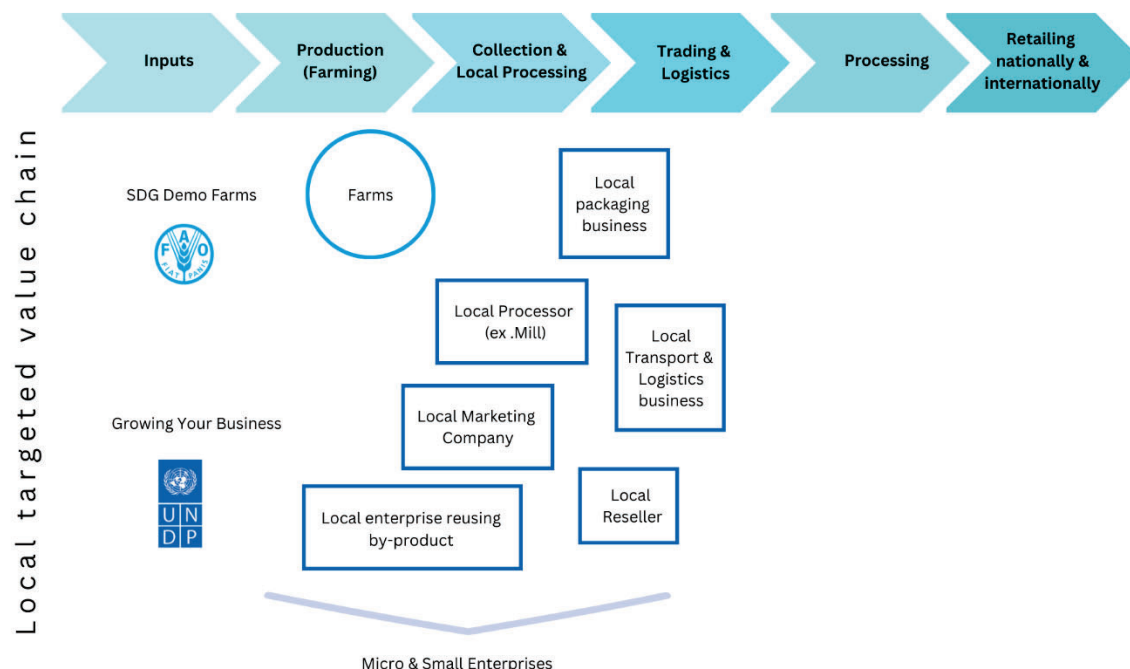 Inputs
Production
(Farming)
Collection &
Local Processing
Trading &
Logistics
Processing
Retailing
nationally &
internationally
Local targeted value chain
SDG Demo Farms
F A O
FIAT PANIS
Farms
Local
packaging
business
Local Processor
(ex .Mill)
Local
Transport &
Logistics
business
Local Marketing
Company
Growing Your Business
U N
D P
Local enterprise reusing
by-product
Local
Reseller
Micro & Small Enterprises